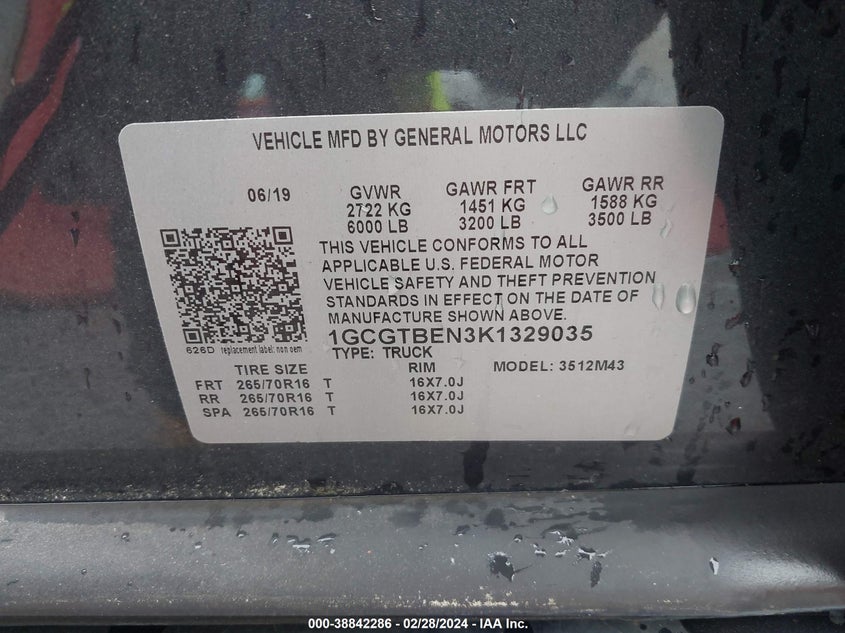 VEHICLE MFD BY GENERAL MOTORS LLC
06/19 GVWR GAWR FRT GAWR RR
2722 KG 1451 KG 1588 KG
6000 LB 3200 LB 3500 LB
THIS VEHICLE CONFORMS TO ALL
APPLICABLE U.S. FEDERAL MOTOR
VEHICLE SAFETY AND THEFT PREVENTION
STANDARDS IN EFFECT ON THE DATE OF
MANUFACTURE SHOWN ABOVE.
1GCGTBEN3K1329035
626D replacement label: non oem
TYPE: TRUCK
TIRE SIZE RIM MODEL: 3512M43
FRT 265/70R16 T 16X7.0J
RR 265/70R16 T 16X7.0J
SPA 265/70R16 T 16X7.0J
000-38842286 - 02/28/2024 - IAA Inc.